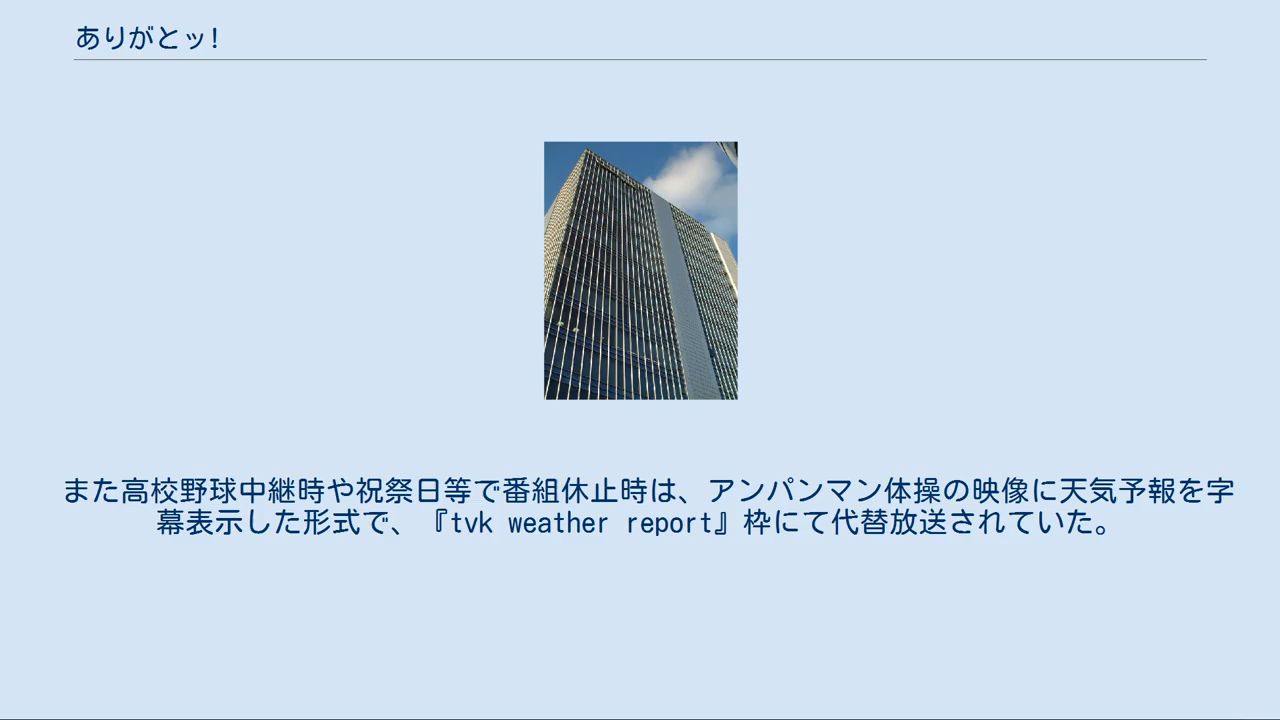 ありがとッ!
また高校野球中継時や祝祭日等で番組休止時は、アンパンマン体操の映像に天気予報を字
幕表示した形式で、『tvk weather report』枠にて代替放送されていた。